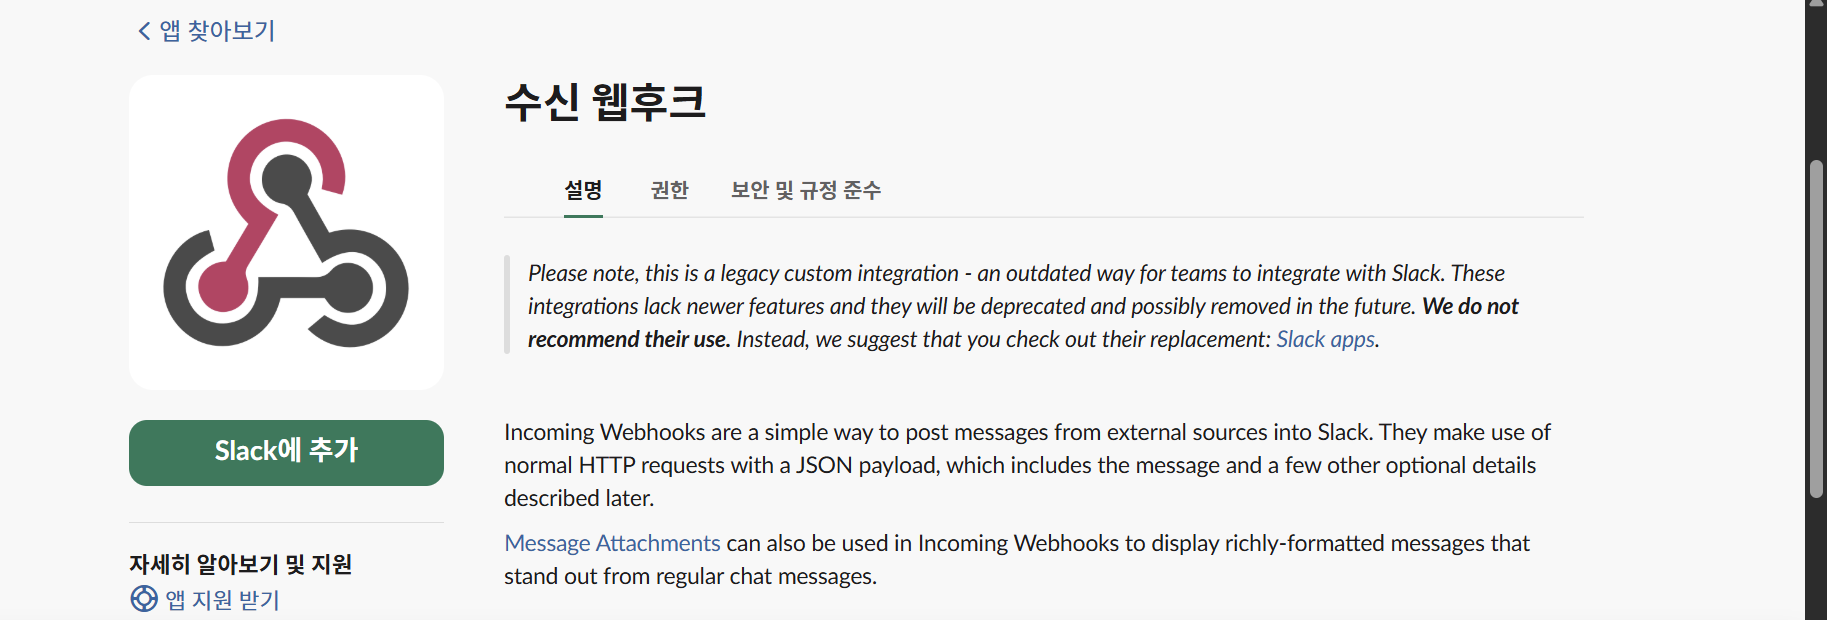 앱 찾아보기
수신 웹후크
설명 권한 보안 및 규정 준수
Please note, this is a legacy custom integration - an outdated way for teams to integrate with Slack. These
integrations lack newer features and they will be deprecated and possibly removed in the future. We do not
recommend their use. Instead, we suggest that you check out their replacement: Slack apps.
Slack에 추가
Incoming Webhooks are a simple way to post messages from external sources into Slack. They make use of
normal HTTP requests with a JSON payload, which includes the message and a few other optional details
described later.
Message Attachments can also be used in Incoming Webhooks to display richly-formatted messages that
stand out from regular chat messages.
자세히 알아보기 및 지원
앱 지원 받기